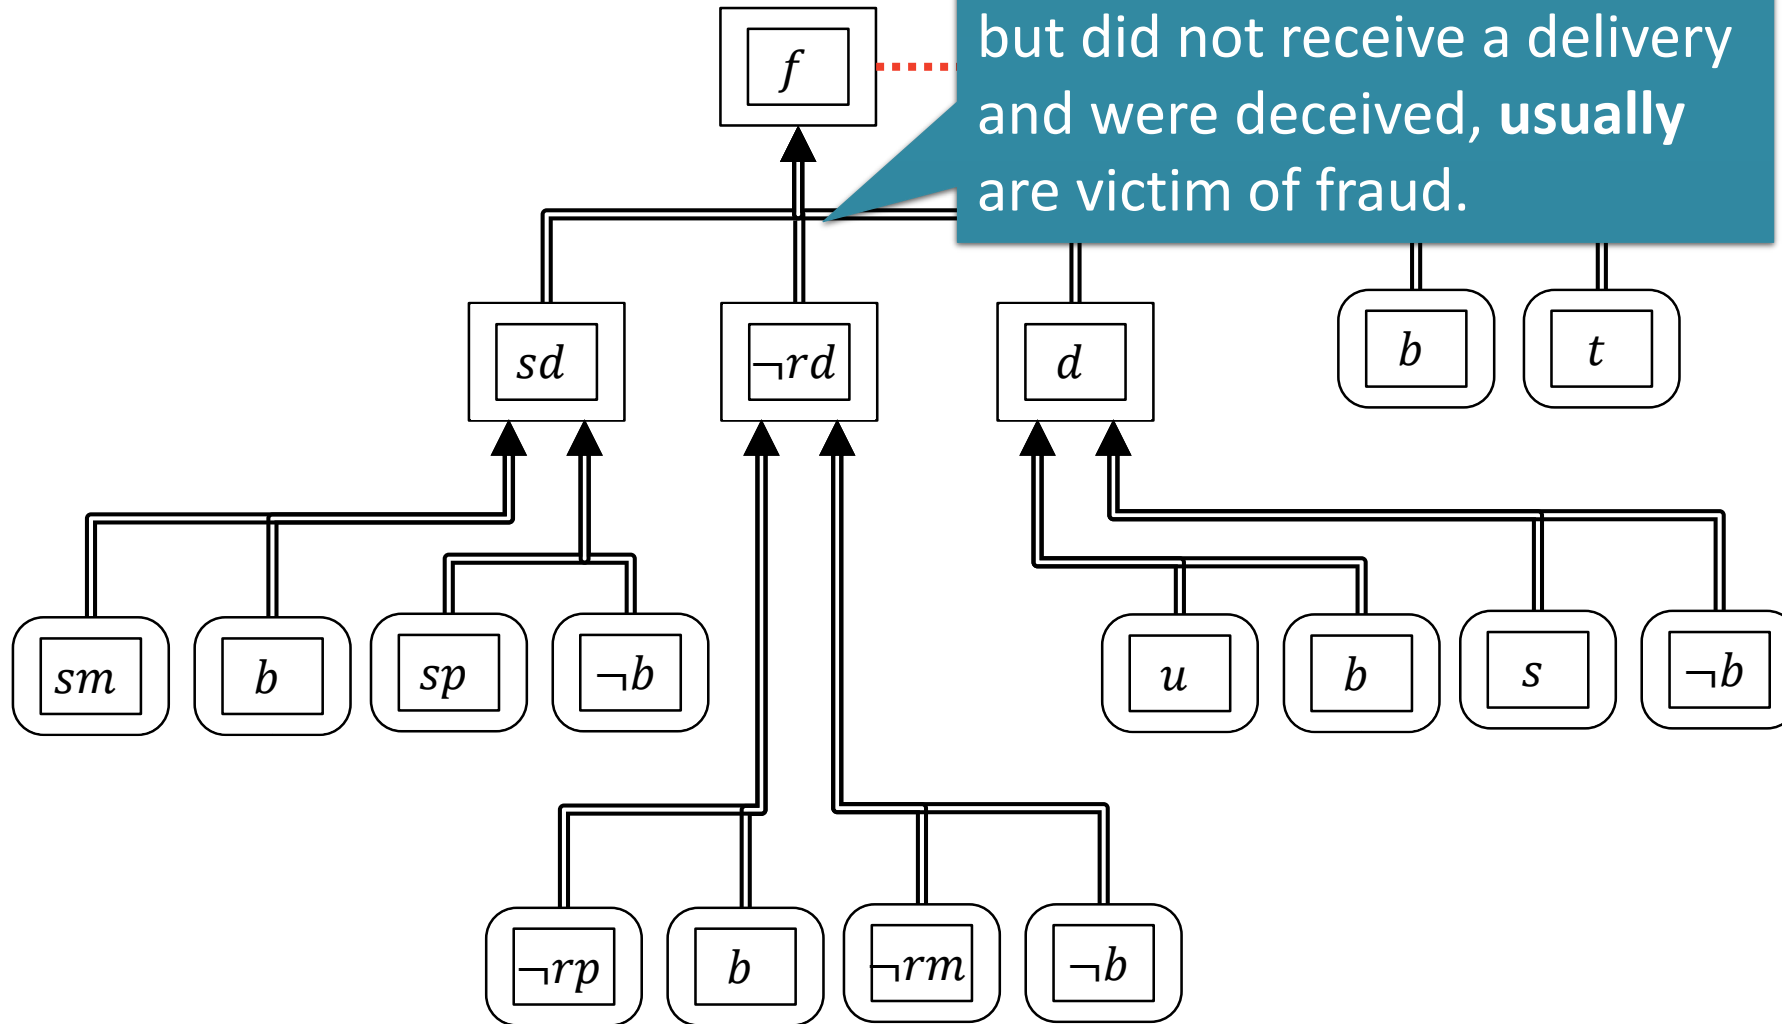 but did not receive a delivery
and were deceived, usually
are victim of fraud.
f
sd
¬rd
d
b
t
sm
b
sp
¬b
u
b
s
¬b
¬rp
b
¬rm
¬b